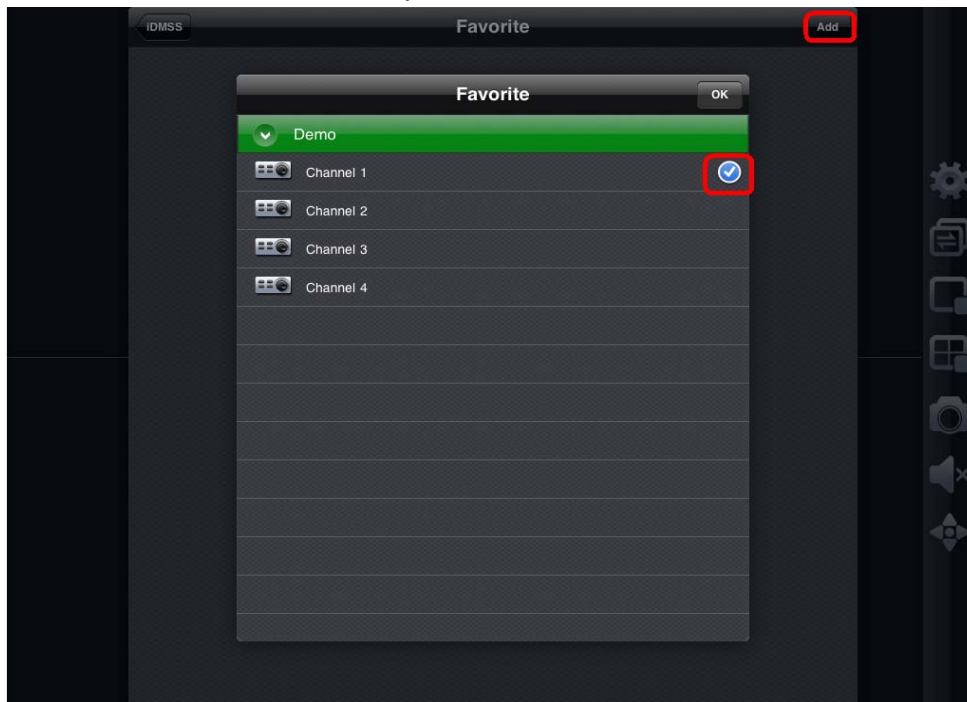 iDMSS Favorite Add
Favorite OK
Demo
Channel 1
Channel 2
Channel 3
Channel 4